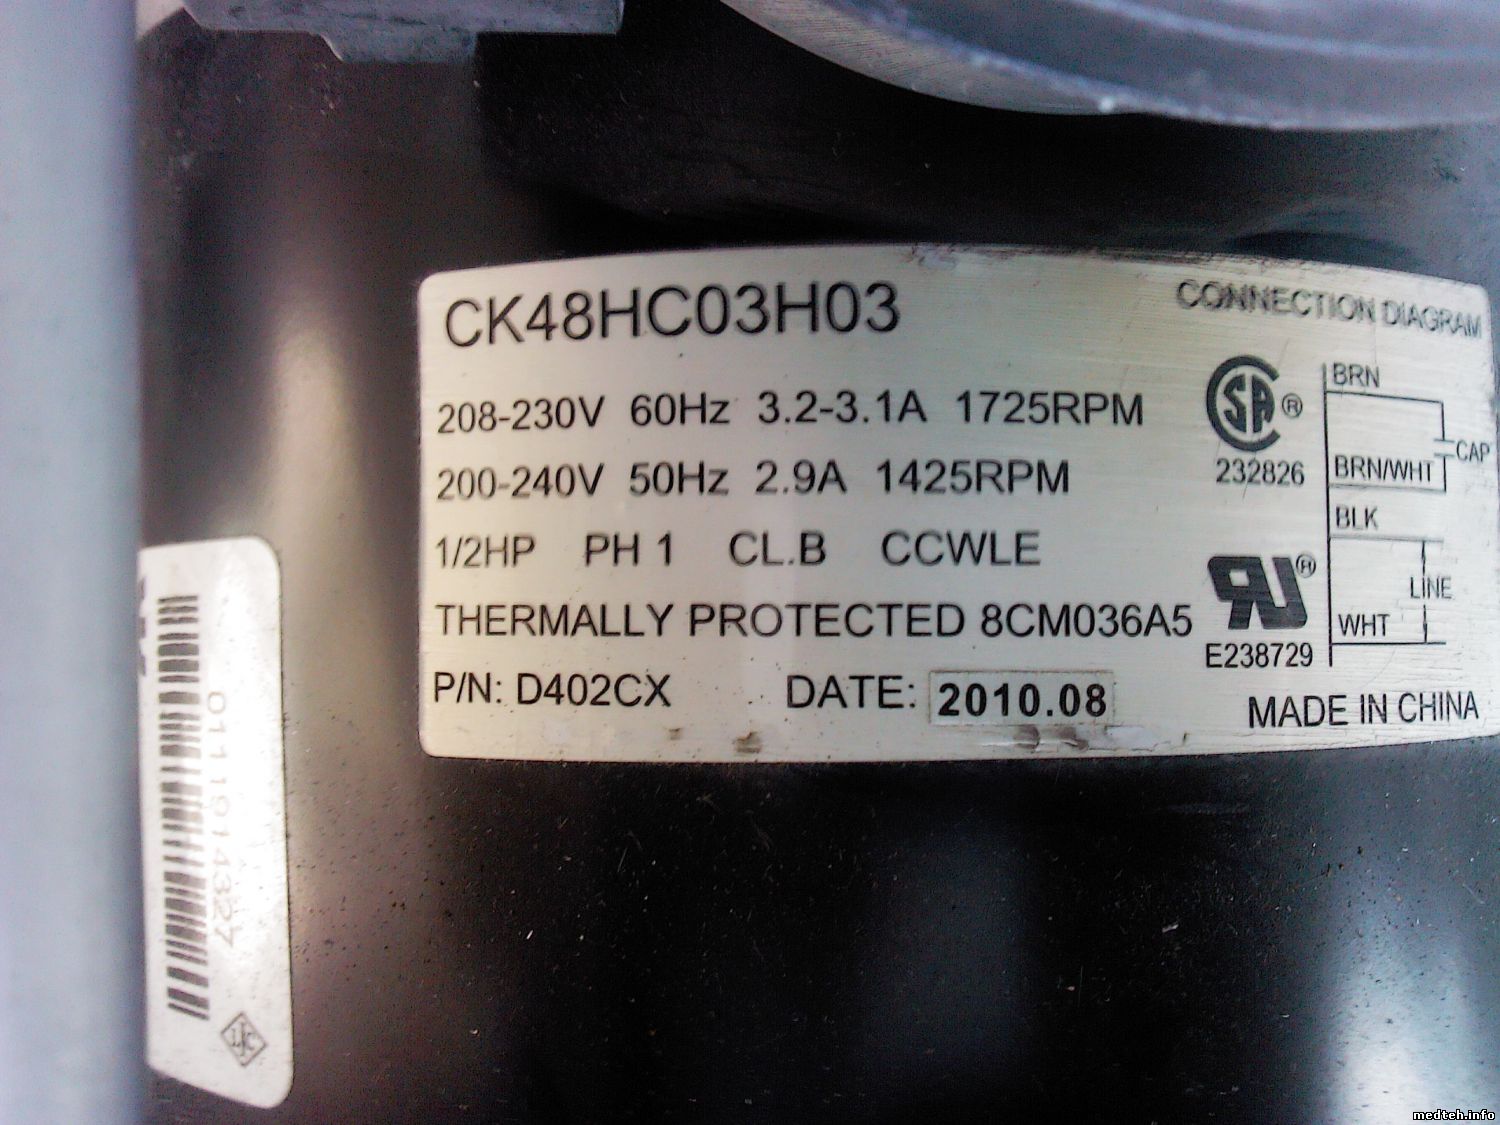 CK48HC03H03
CONNECTION DIAGRAM
208-230V 60Hz 3.2-3.1A 1725RPM
200-240V 50Hz 2.9A 1425RPM
1/2HP PH 1 CL.B CCWLE
THERMALLY PROTECTED 8CM036A5
P/N: D402CX DATE: 2010.08
SA ®
232826
RU ®
E238729
BRN
CAP
BRN/WHT
BLK
LINE
WHT
MADE IN CHINA
0111914327
medteh.info